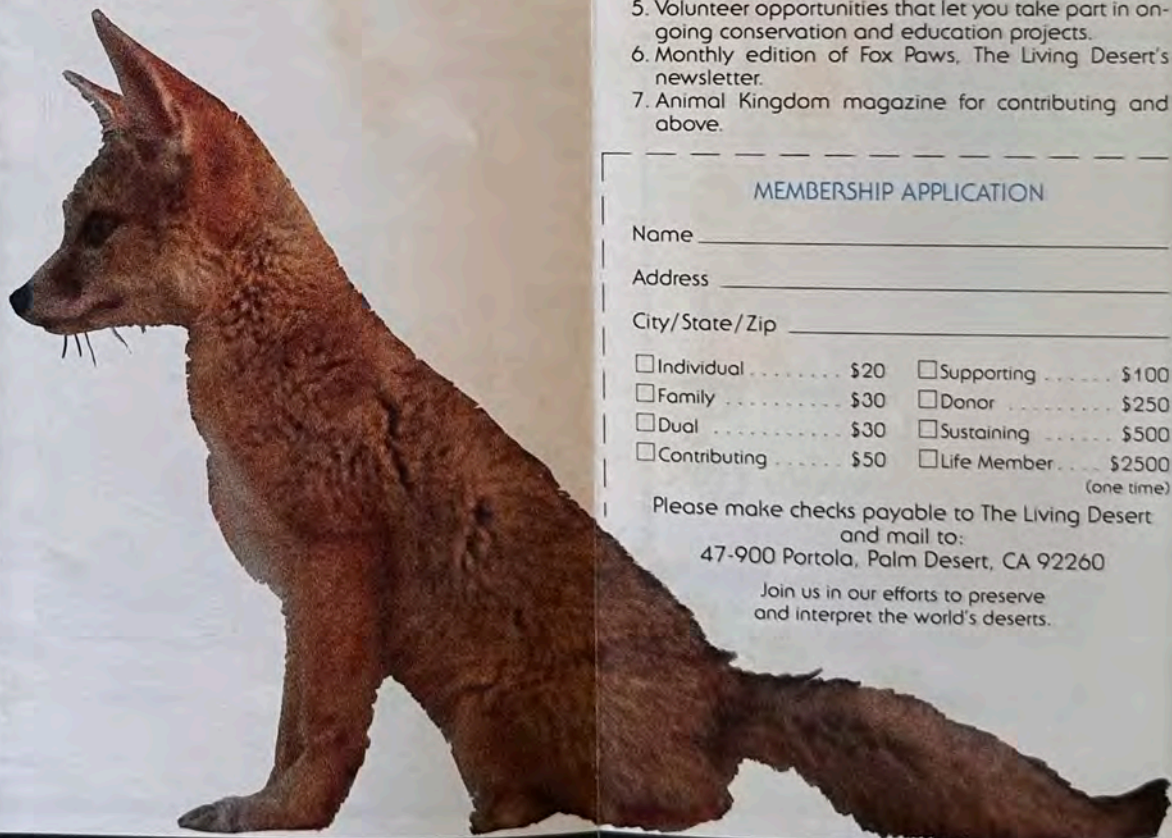 5. Volunteer opportunities that let you take part in on-
going conservation and education projects.
6. Monthly edition of Fox Paws, The Living Desert's
newsletter.
7. Animal Kingdom magazine for contributing and
above.
MEMBERSHIP APPLICATION
Name
Address
City/State/Zip
Individual ........ $20
Family .......... $30
Dual ........... $30
Contributing ...... $50
Supporting ...... $100
Donor ......... $250
Sustaining ...... $500
Life Member.... $2500
(one time)
Please make checks payable to The Living Desert
and mail to:
47-900 Portola, Palm Desert, CA 92260
Join us in our efforts to preserve
and interpret the world's deserts.